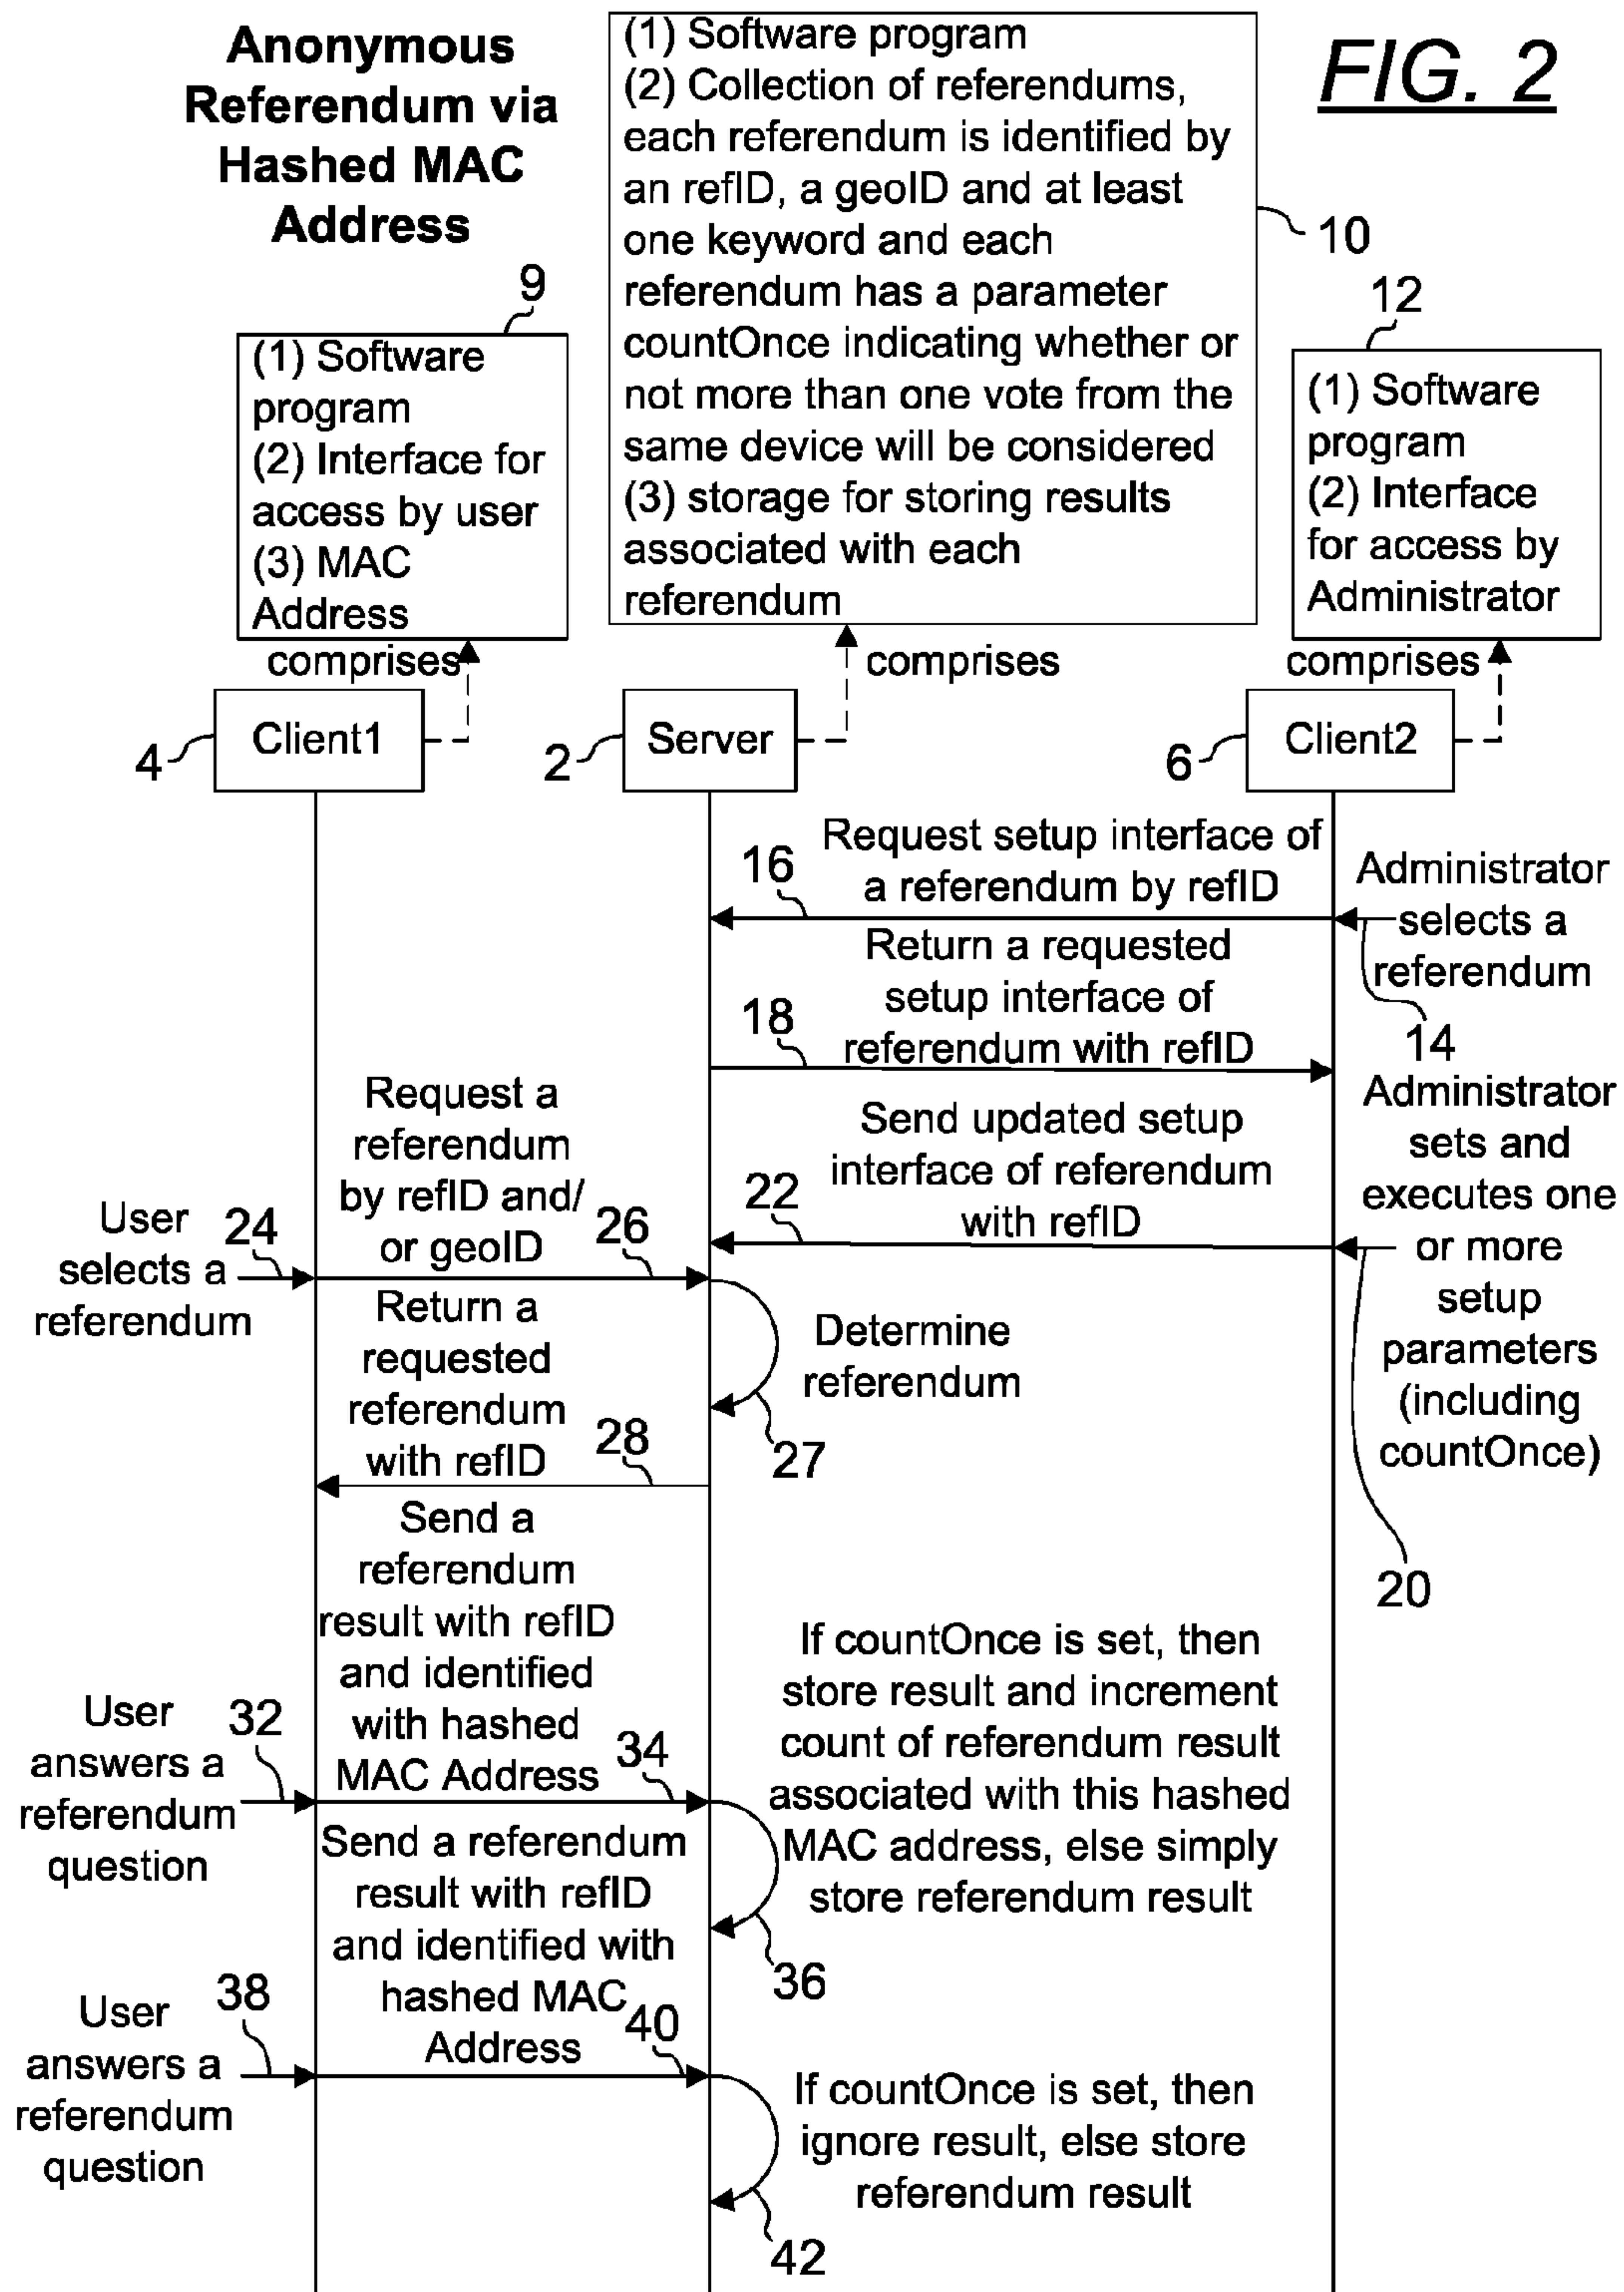 Anonymous
Referendum via
Hashed MAC
Address
FIG. 2
(1) Software program
(2) Collection of referendums,
each referendum is identified by
an refID, a geoID and at least
one keyword and each
referendum has a parameter
countOnce indicating whether or
not more than one vote from the
same device will be considered
(3) storage for storing results
associated with each
referendum
10
9
(1) Software
program
(2) Interface for
access by user
(3) MAC
Address
12
(1) Software
program
(2) Interface
for access by
Administrator
comprises
comprises
comprises
4
Client1
2
Server
6
Client2
Request setup interface of
a referendum by refID
16
Administrator
selects a
referendum
14
Return a requested
setup interface of
referendum with refID
18
Administrator
sets and
executes one
or more
setup
parameters
(including
countOnce)
20
Send updated setup
interface of referendum
with refID
22
User
selects a
referendum
24
Request a
referendum
by refID and/
or geoID
26
Determine
referendum
27
Return a
requested
referendum
with refID
28
User
answers a
referendum
question
32
Send a
referendum
result with refID
and identified
with hashed
MAC Address
34
If countOnce is set, then
store result and increment
count of referendum result
associated with this hashed
MAC address, else simply
store referendum result
36
User
answers a
referendum
question
38
Send a referendum
result with refID
and identified with
hashed MAC
Address
40
If countOnce is set, then
ignore result, else store
referendum result
42